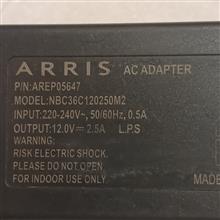 ARRIS AC ADAPTER
P/N:AREP05647
MODEL:NBC36C120250M2
INPUT:220-240V~, 50/60Hz, 0.5A
OUTPUT:12.0V⎓2.5A L.P.S
WARNING:
RISK ELECTRIC SHOCK.
PLEASE DO NOT OPEN
FOR INDOOR USE ONLY